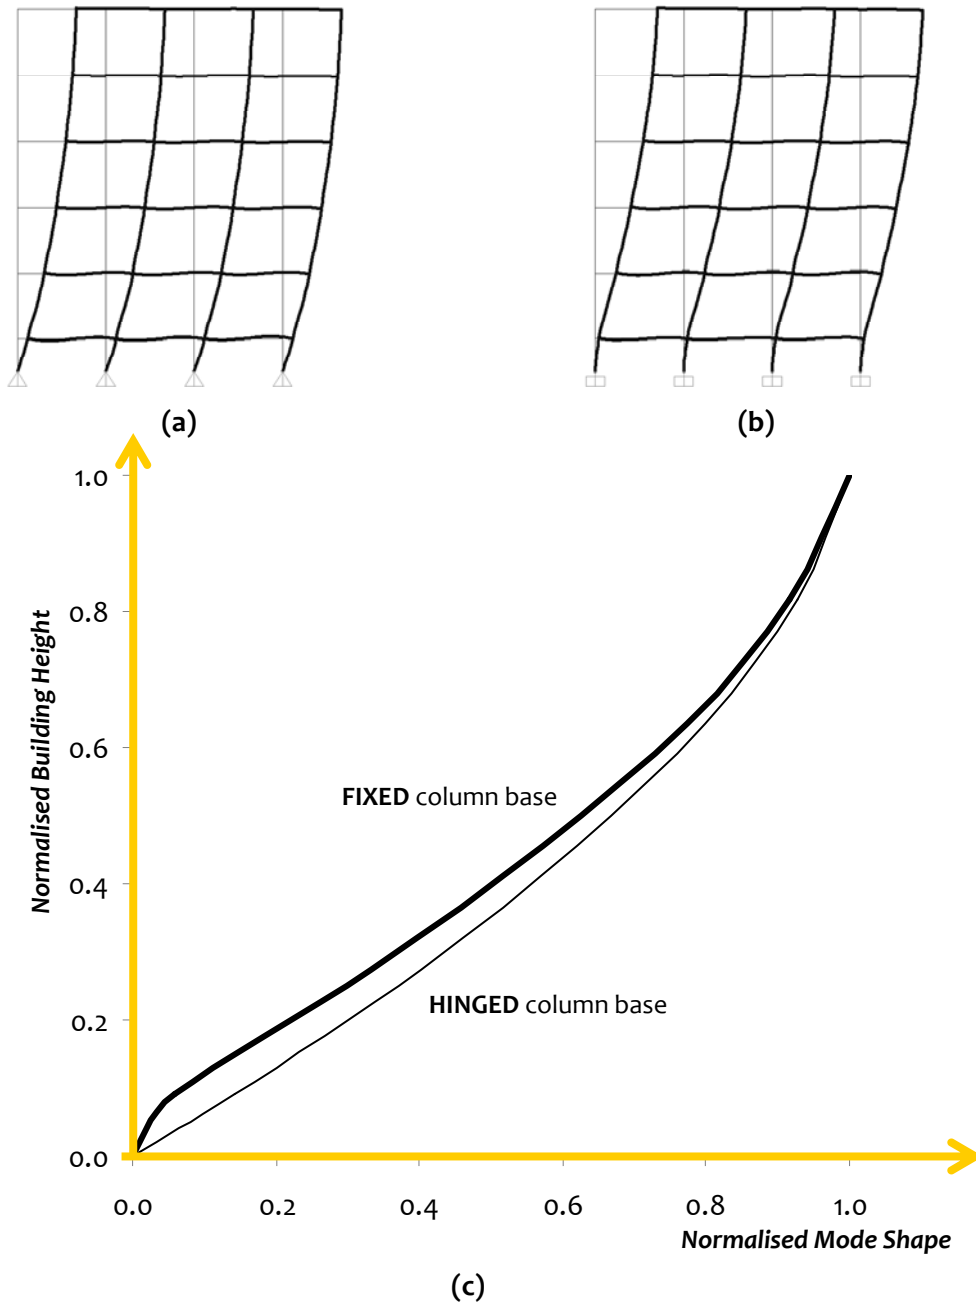 (a)
(b)
1.0
0.8
0.6
0.4
0.2
0.0
Normalised Building Height
FIXED column base
HINGED column base
0.0 0.2 0.4 0.6 0.8 1.0
Normalised Mode Shape
(c)